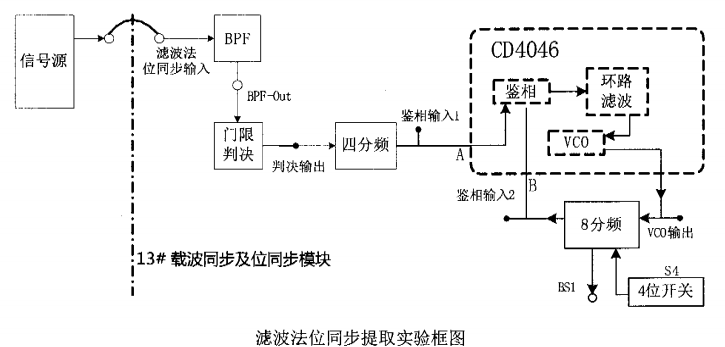 信号源
滤波法
位同步输入
BPF
BPF-Out
门限
判决
判决输出
四分频
鉴相输入1
A
CD4046
鉴相
环路
滤波
VCO
鉴相输入2
B
8分频
VCO输出
BS1
S4
4位开关
13# 载波同步及位同步模块
滤波法位同步提取实验框图